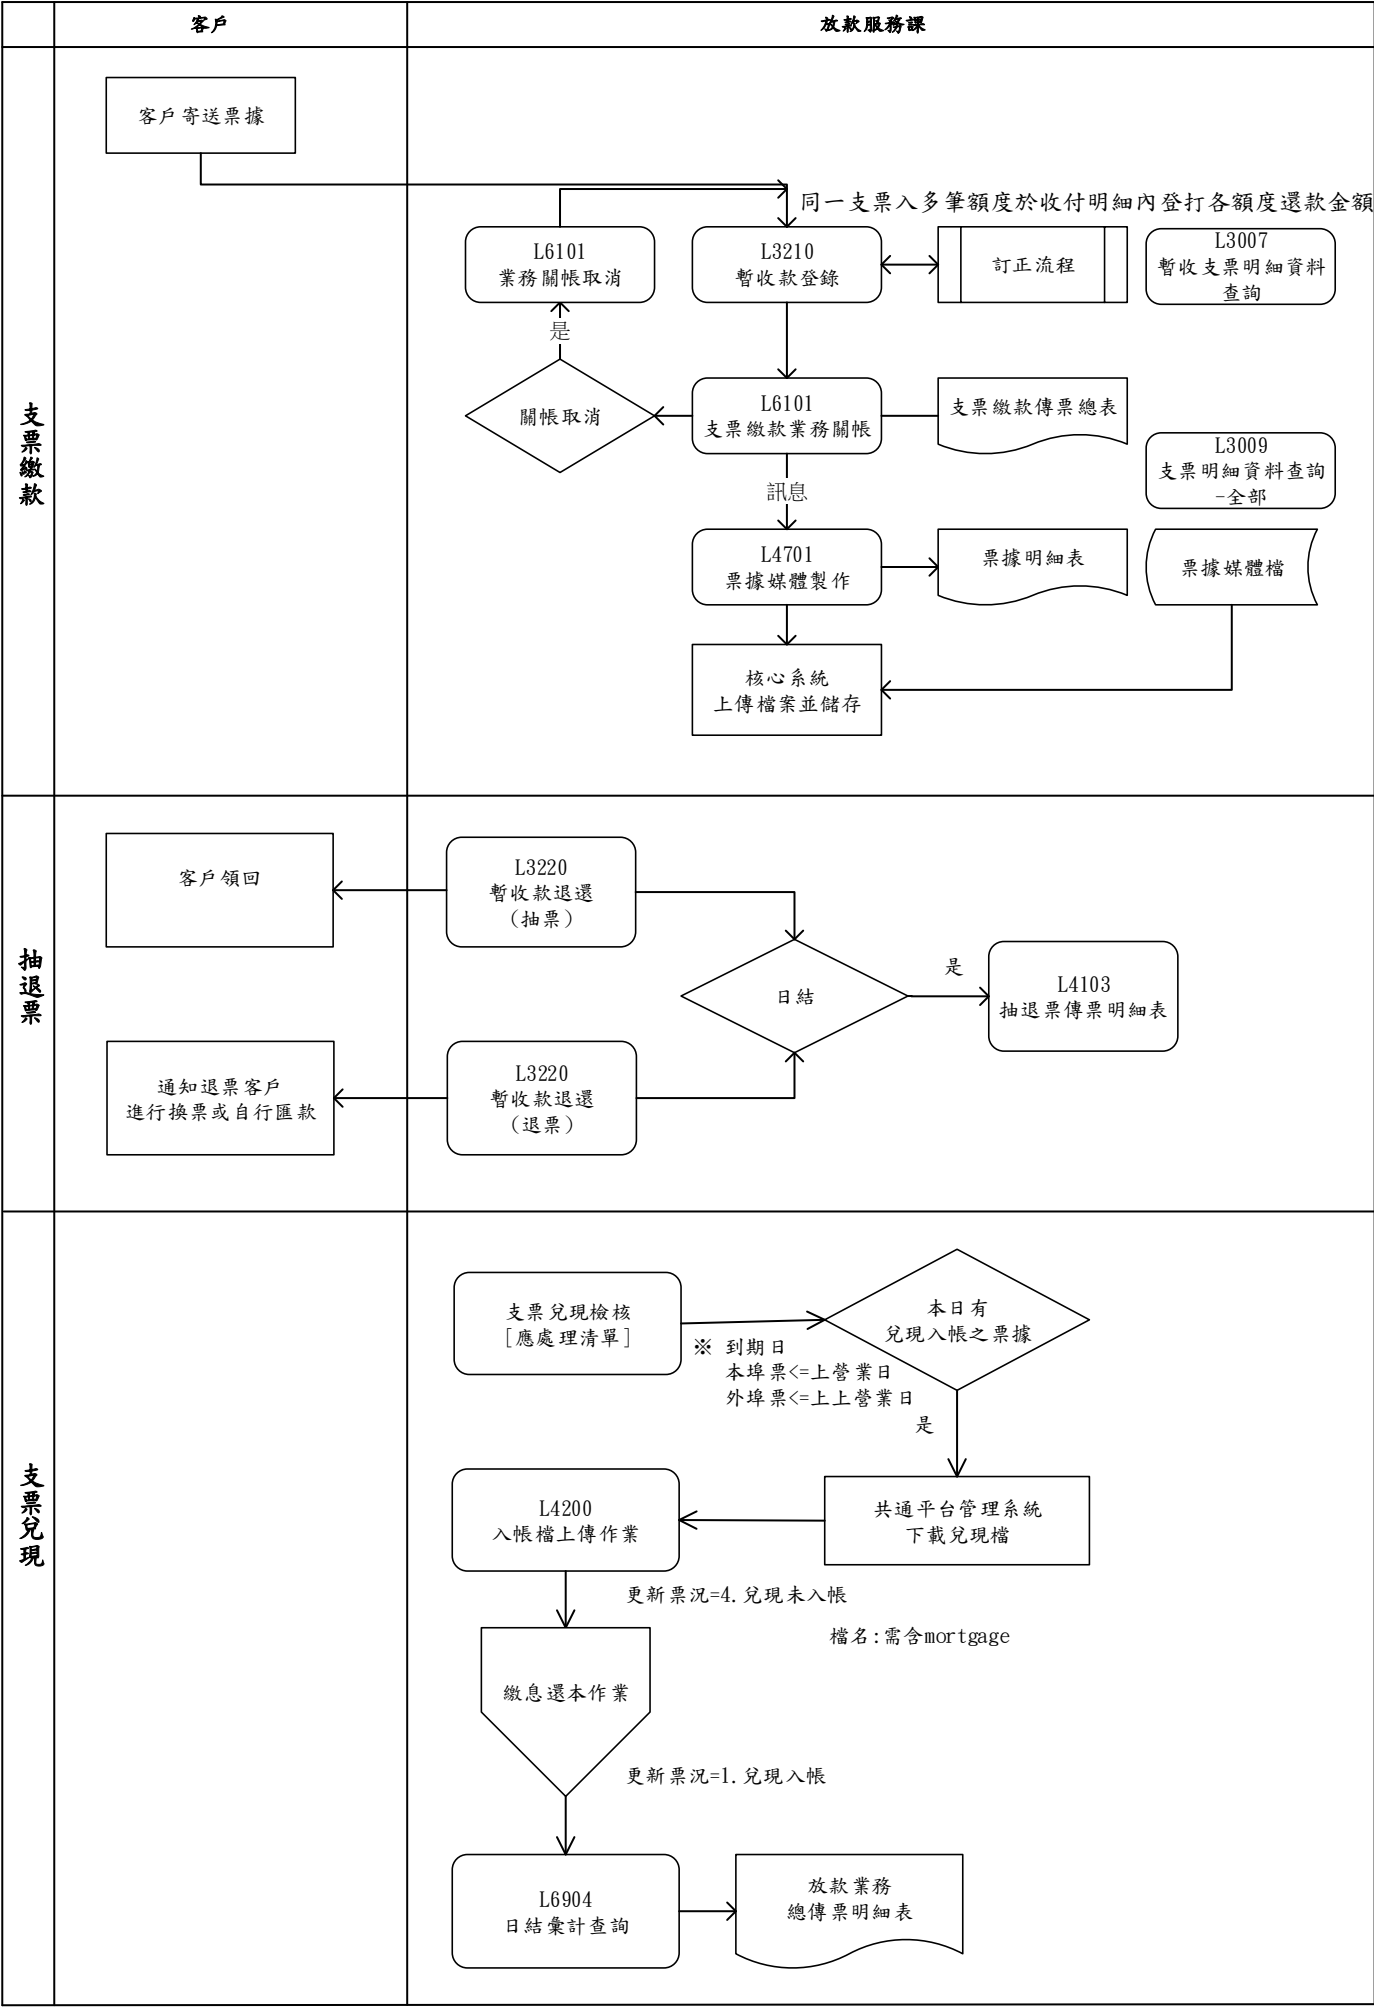 客戶
放款服務課
支票繳款
客戶寄送票據
同一支票入多筆額度於收付明細內登打各額度還款金額
L6101
業務關帳取消
L3210
暫收款登錄
訂正流程
L3007
暫收支票明細資料
查詢
是
關帳取消
L6101
支票繳款業務關帳
支票繳款傳票總表
L3009
支票明細資料查詢
-全部
訊息
L4701
票據媒體製作
票據明細表
票據媒體檔
核心系統
上傳檔案並儲存
抽退票
客戶領回
L3220
暫收款退還
(抽票)
日結
是
L4103
抽退票傳票明細表
通知退票客戶
進行換票或自行匯款
L3220
暫收款退還
(退票)
支票兌現
支票兌現檢核
[應處理清單]
本日有
兌現入帳之票據
※ 到期日
本埠票<=上營業日
外埠票<=上上營業日
是
L4200
入帳檔上傳作業
共通平台管理系統
下載兌現檔
更新票況=4.兌現未入帳
檔名:需含mortgage
繳息還本作業
更新票況=1.兌現入帳
L6904
日結彙計查詢
放款業務
總傳票明細表